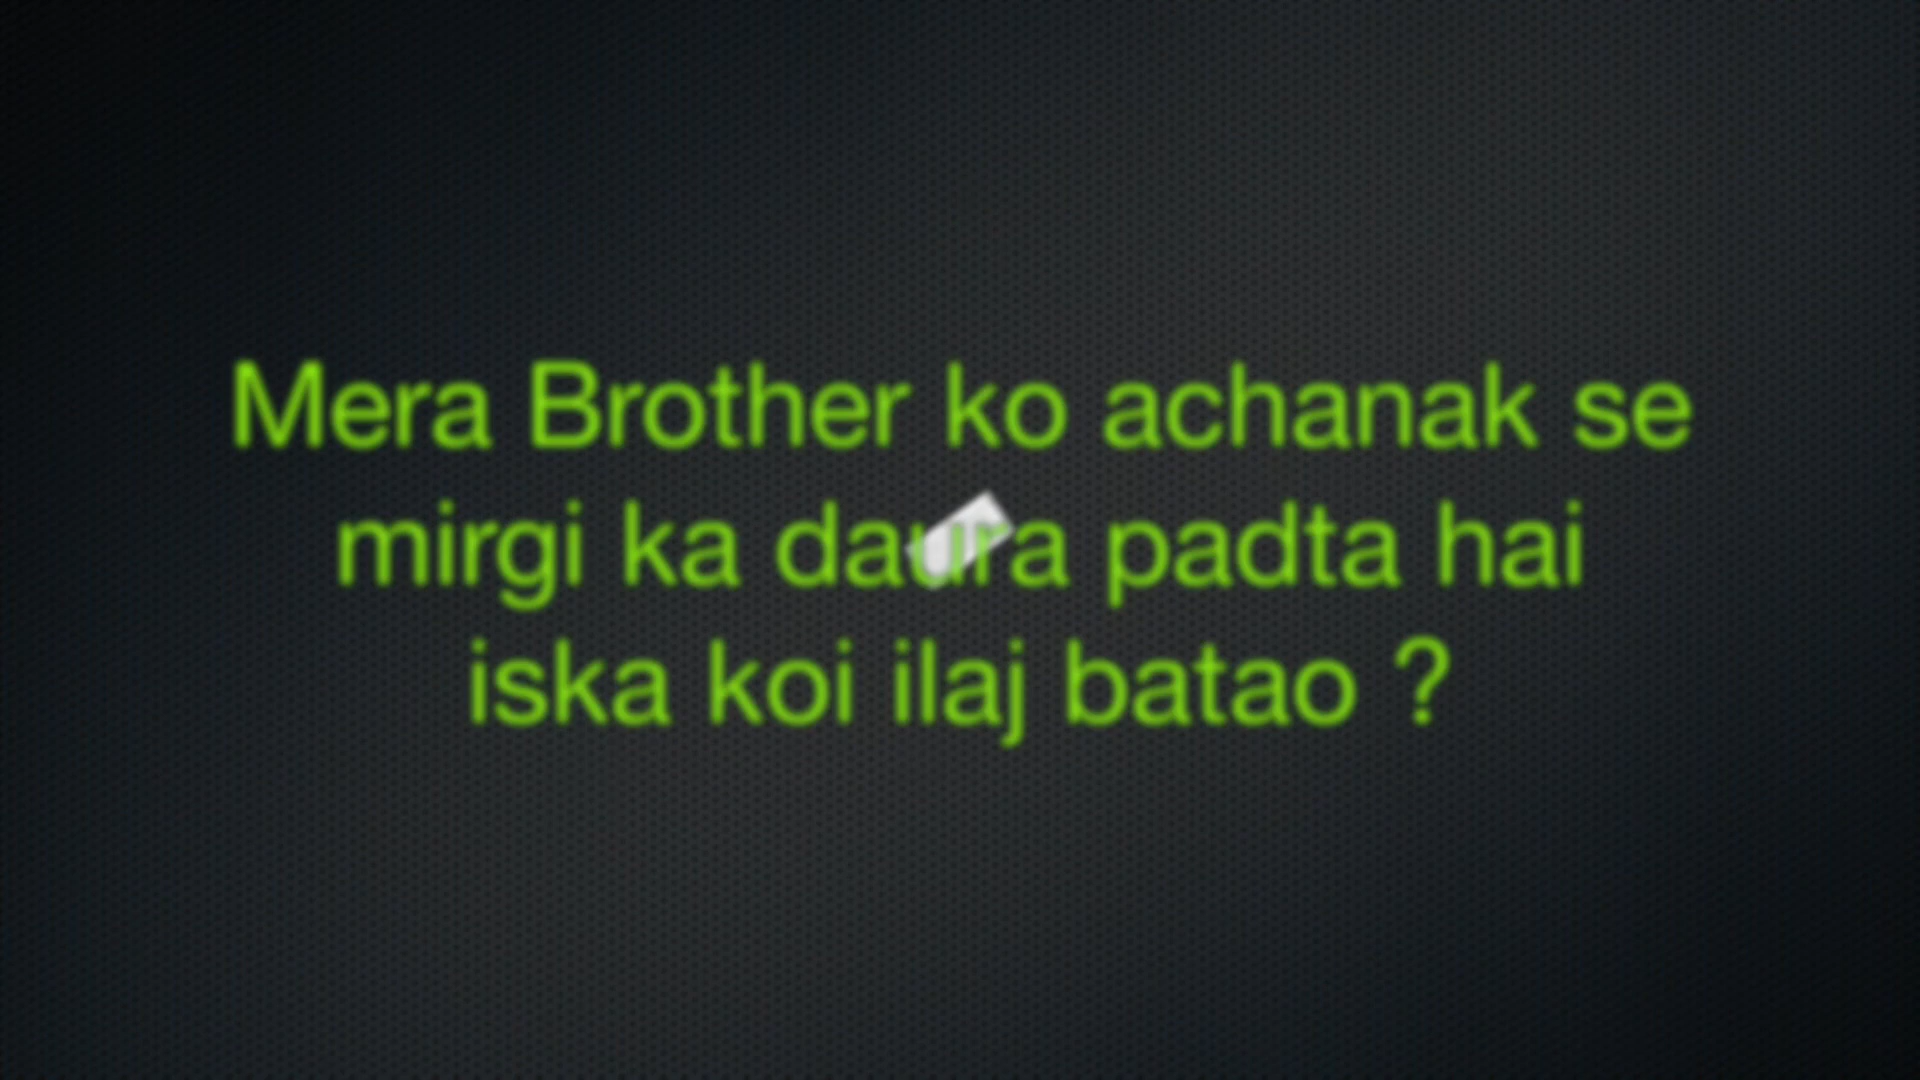 Mera Brother ko achanak se
mirgi ka daura padta hai
iska koi ilaj batao ?